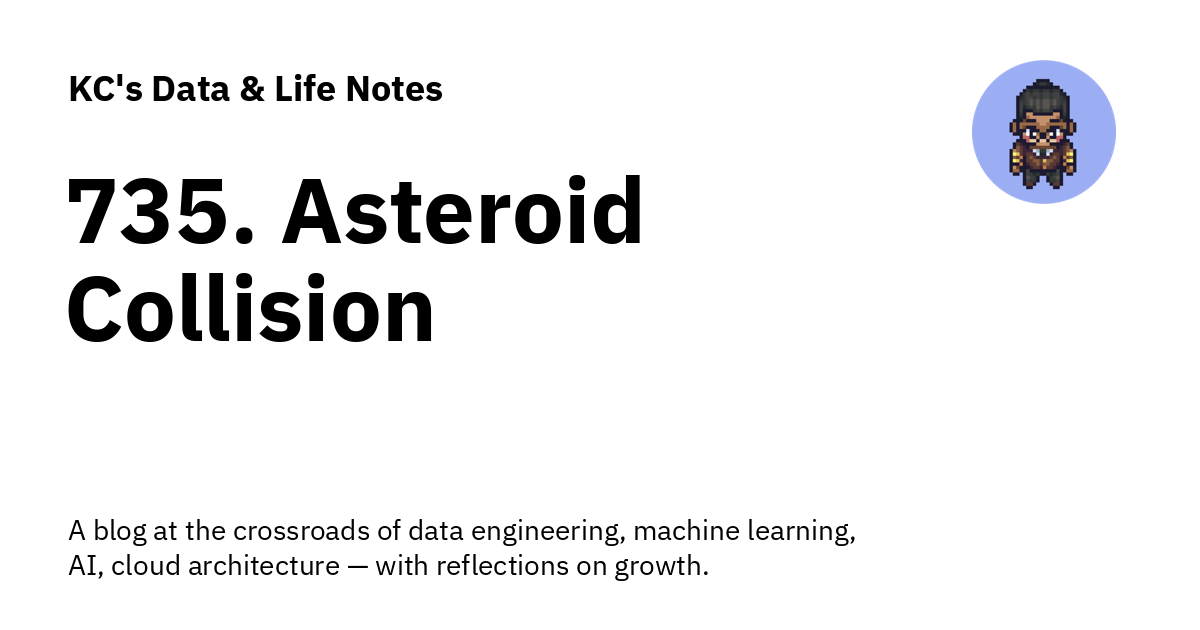 KC's Data & Life Notes
735. Asteroid
Collision
A blog at the crossroads of data engineering, machine learning,
AI, cloud architecture — with reflections on growth.